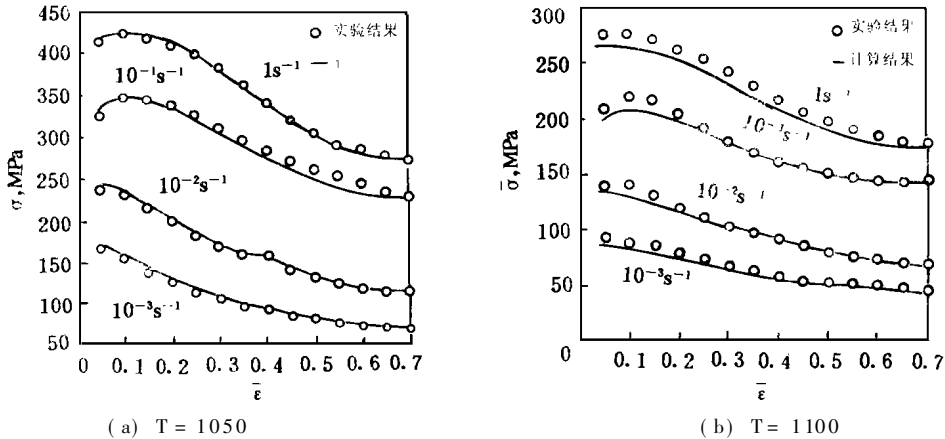 450
400
350
300
250
200
150
100
50
σ,MPa
○ 实验结果
1s⁻¹
10⁻¹s⁻¹
10⁻²s⁻¹
10⁻³s⁻¹
0 0.1 0.2 0.3 0.4 0.5 0.6 0.7
ε̄
(a) T = 1050
300
250
200
150
100
50
0
σ̄,MPa
○ 实验结果
— 计算结果
1s⁻¹
10⁻¹s⁻¹
10⁻²s⁻¹
10⁻³s⁻¹
0.1 0.2 0.3 0.4 0.5 0.6 0.7
ε̄
(b) T = 1100